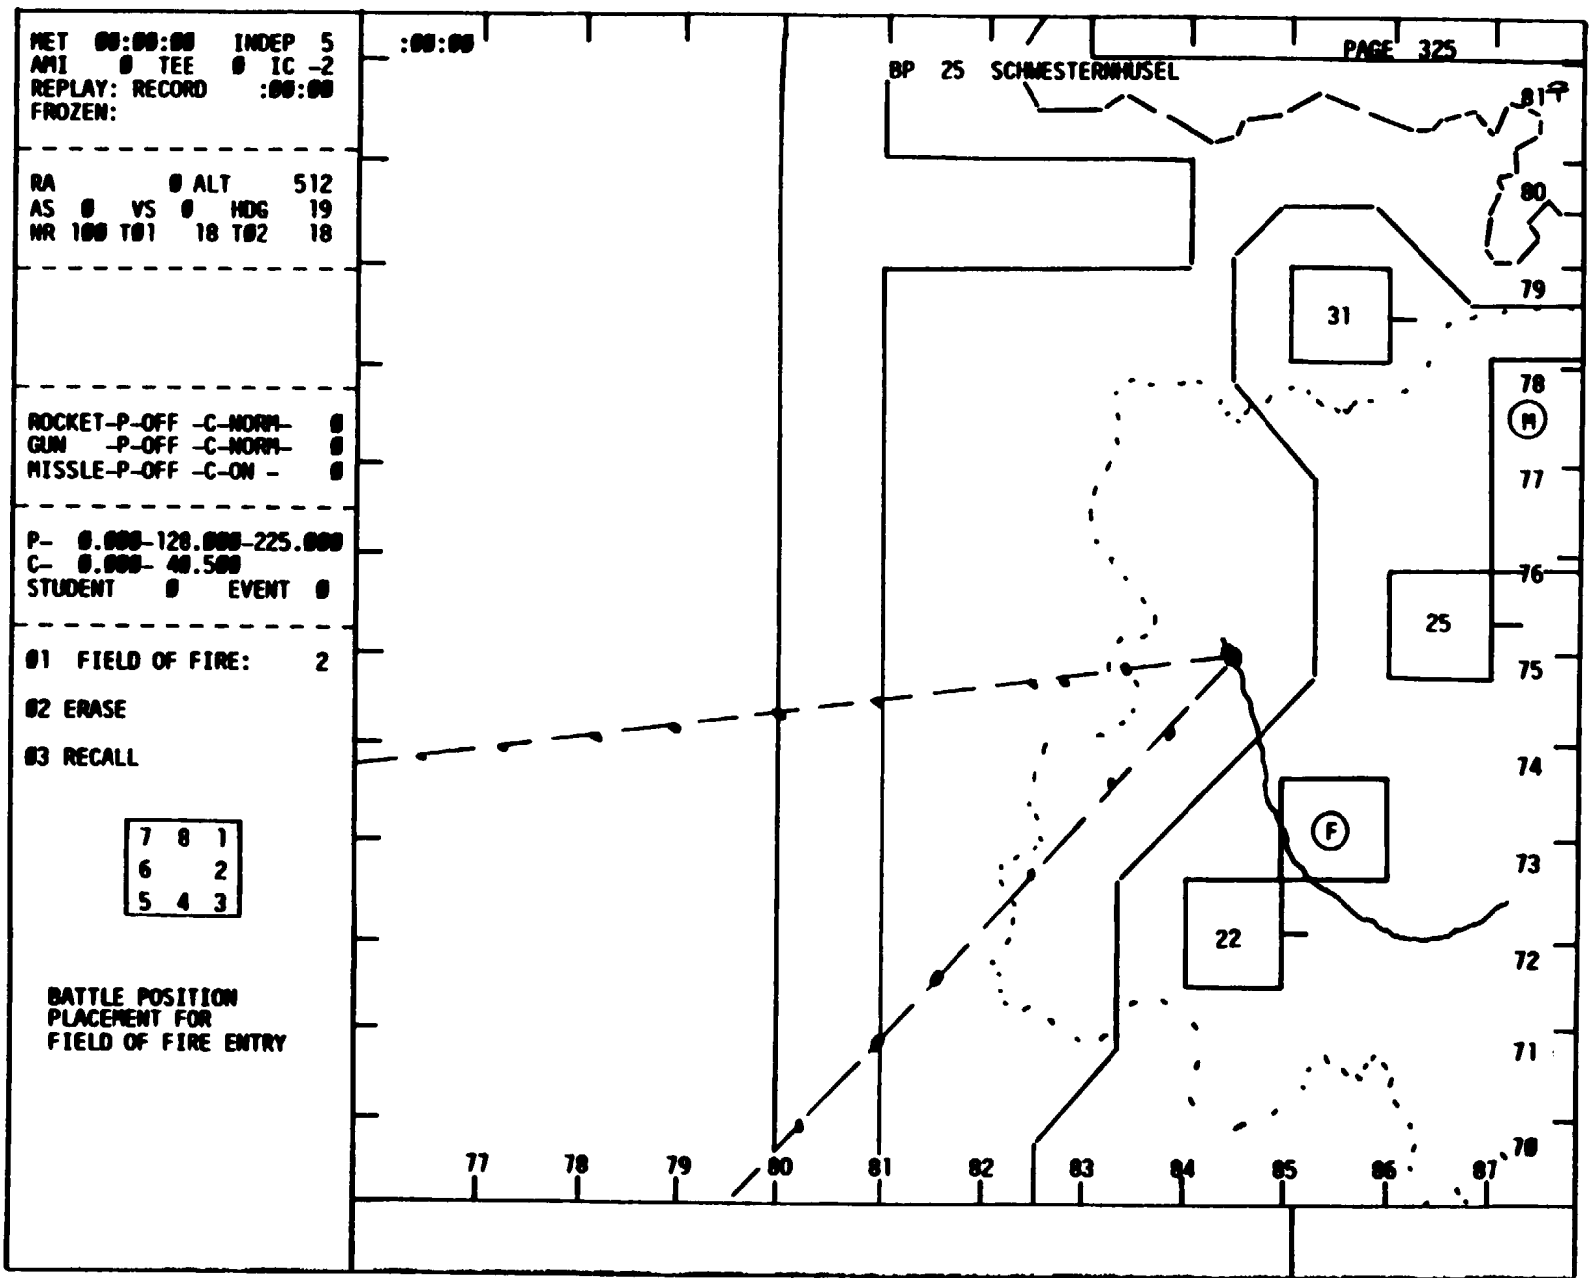 MET 00:00:00 INDEP 5
AMI 0 TEE 0 IC -2
REPLAY: RECORD :00:00
FROZEN:
RA 0 ALT 512
AS 0 VS 0 HDG 19
MR 100 T01 18 T02 18
ROCKET-P-OFF -C-NORM- 0
GUN -P-OFF -C-NORM- 0
MISSLE-P-OFF -C-ON - 0
P- 0.000-128.000-225.000
C- 0.000- 40.500
STUDENT 0 EVENT 0
01 FIELD OF FIRE: 2
02 ERASE
03 RECALL
7 8 1
6 2
5 4 3
BATTLE POSITION
PLACEMENT FOR
FIELD OF FIRE ENTRY
:00:00
PAGE 325
BP 25 SCHWESTERNHUSEL
81
80
79
31
78
M
77
76
25
75
74
F
73
22
72
71
70
77 78 79 80 81 82 83 84 85 86 87